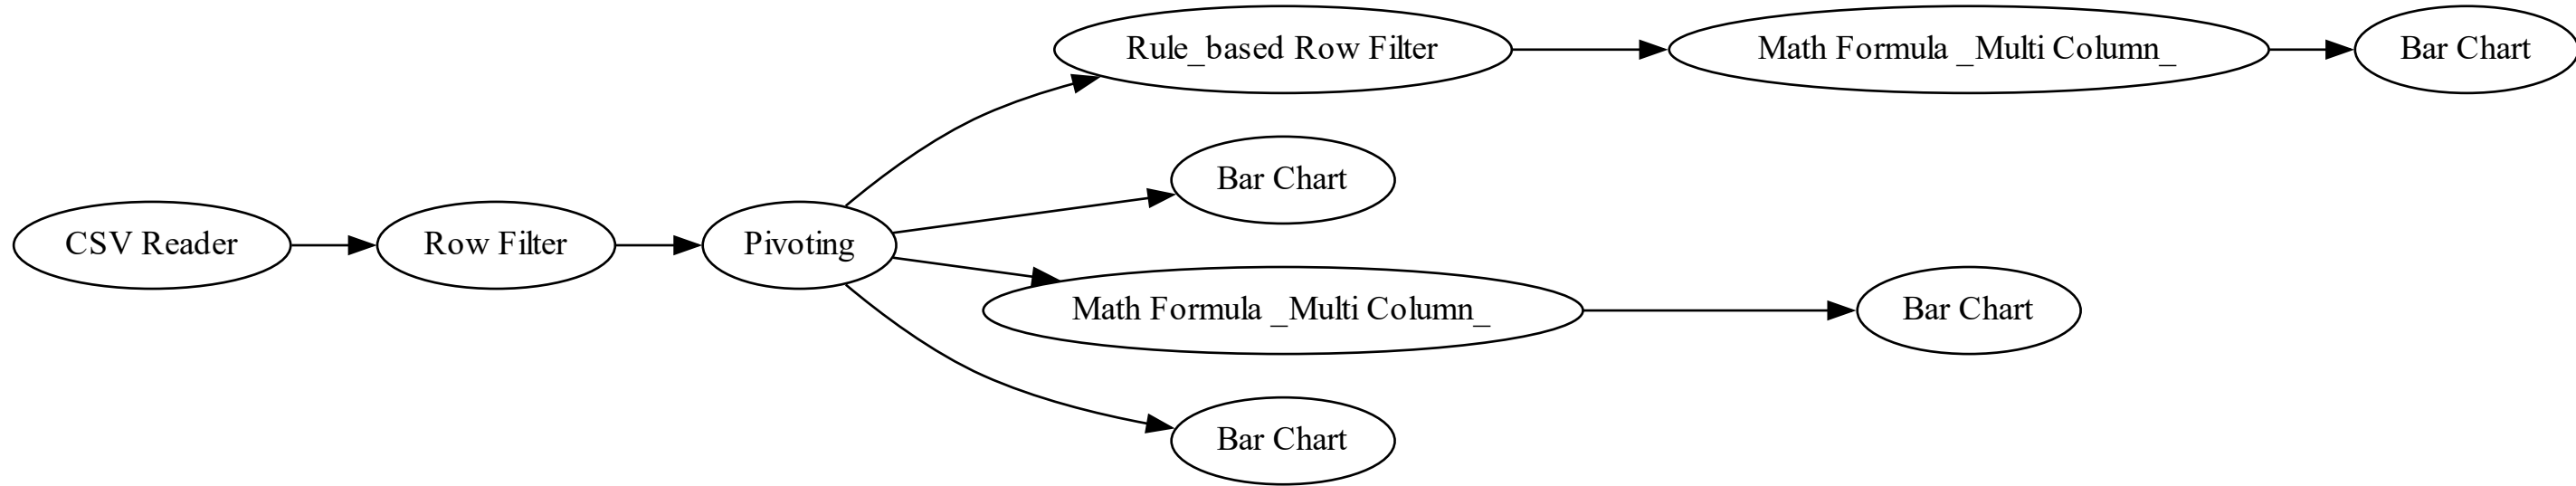 Rule_based Row Filter
Math Formula _Multi Column_
Bar Chart
Bar Chart
CSV Reader
Row Filter
Pivoting
Math Formula _Multi Column_
Bar Chart
Bar Chart